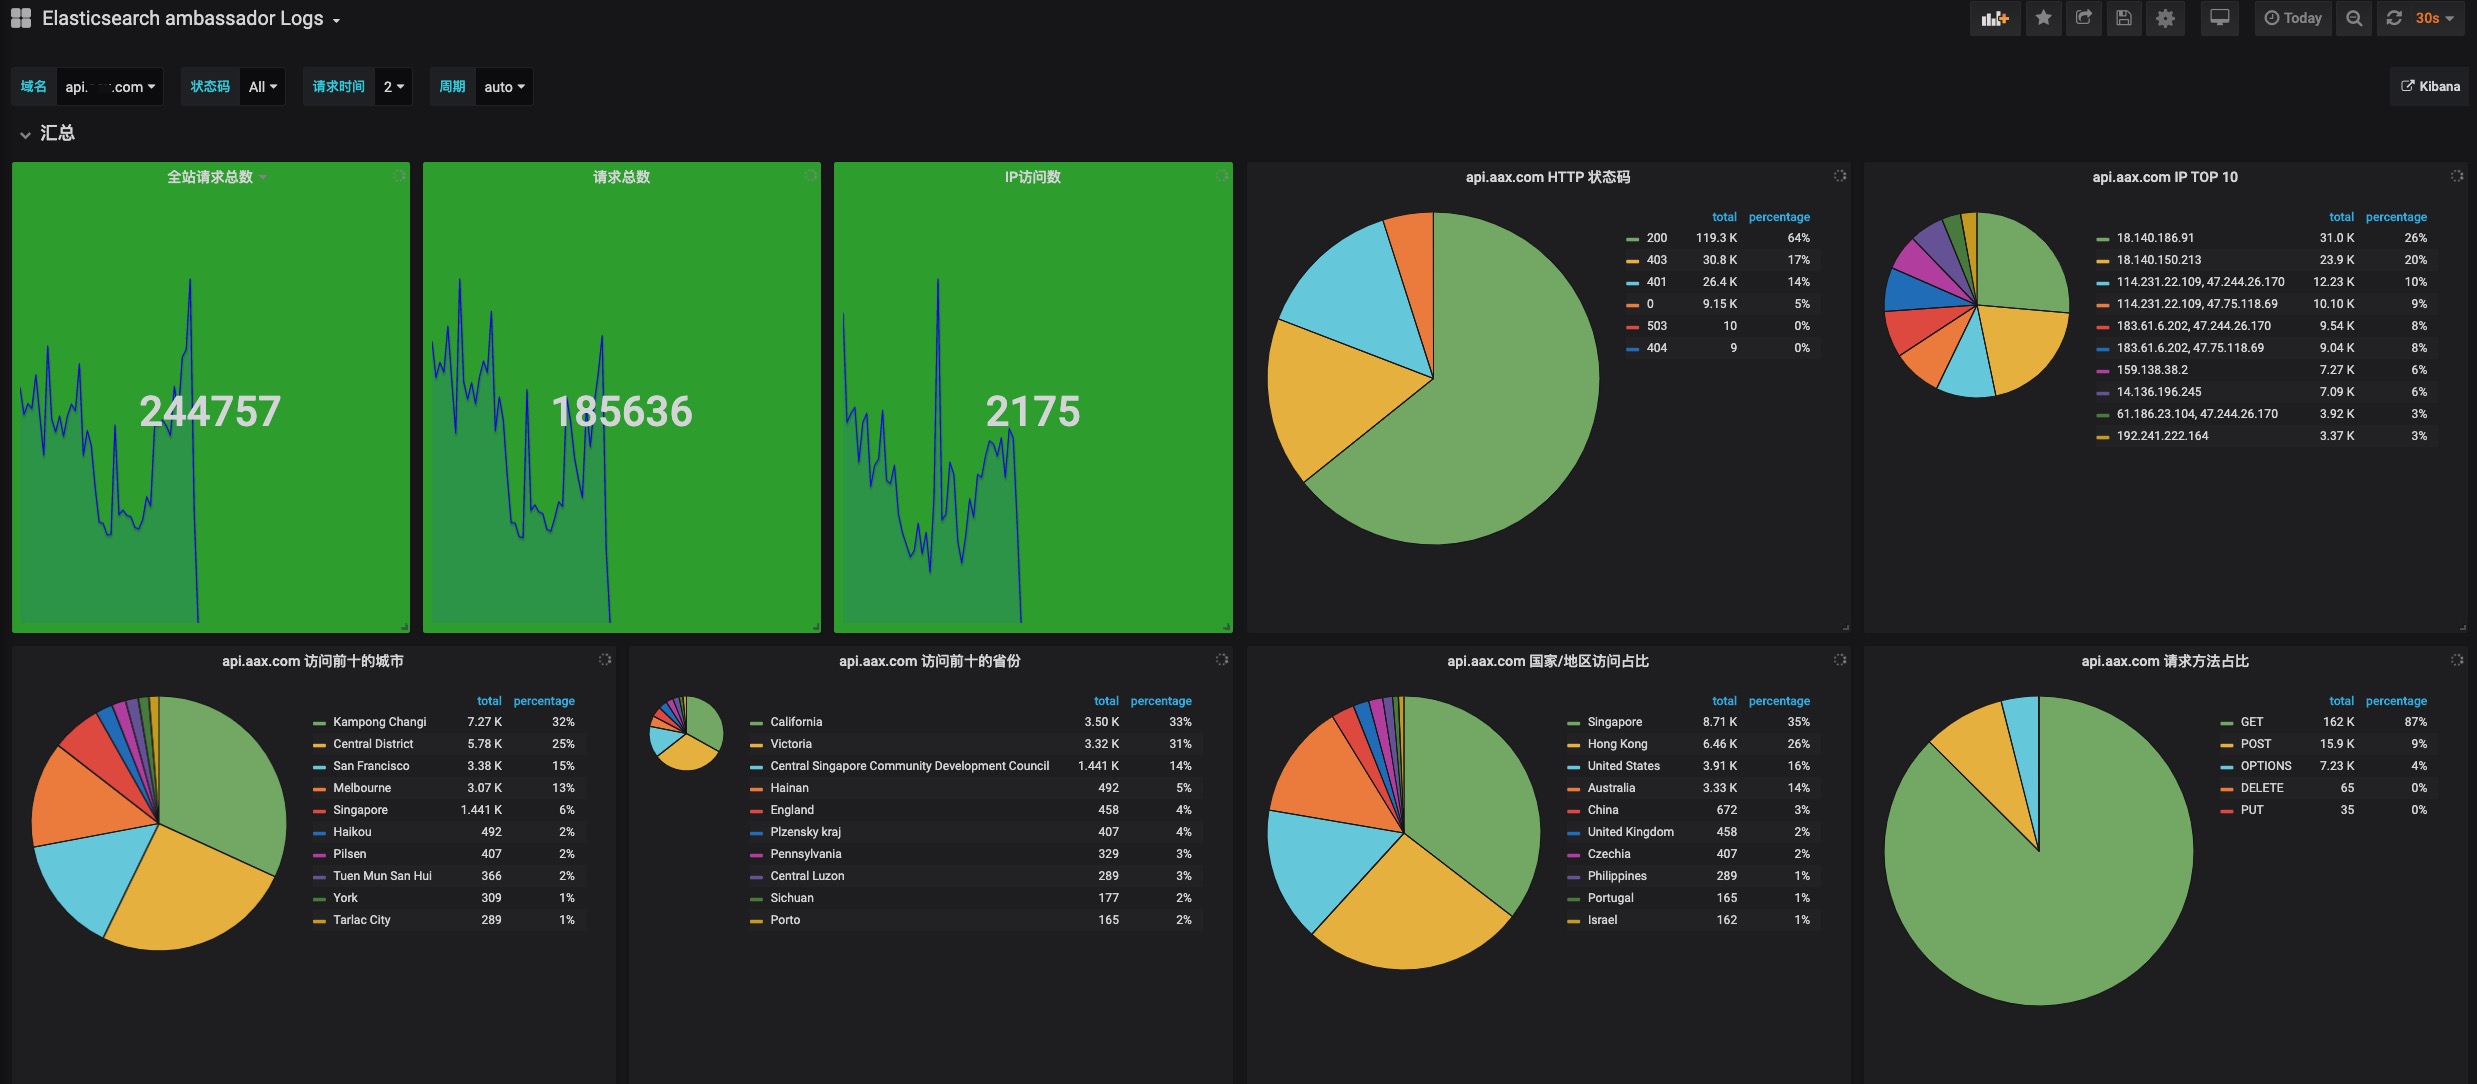 Elasticsearch ambassador Logs
Today
30s
域名 api. .com 状态码 All 请求时间 2 周期 auto
Kibana
汇总
全站请求总数
244757
请求总数
185636
IP访问数
2175
api.aax.com HTTP 状态码
total percentage
200 119.3 K 64%
403 30.8 K 17%
401 26.4 K 14%
0 9.15 K 5%
503 10 0%
404 9 0%
api.aax.com IP TOP 10
total percentage
18.140.186.91 31.0 K 26%
18.140.150.213 23.9 K 20%
114.231.22.109, 47.244.26.170 12.23 K 10%
114.231.22.109, 47.75.118.69 10.10 K 9%
183.61.6.202, 47.244.26.170 9.54 K 8%
183.61.6.202, 47.75.118.69 9.04 K 8%
159.138.38.2 7.27 K 6%
14.136.196.245 7.09 K 6%
61.186.23.104, 47.244.26.170 3.92 K 3%
192.241.222.164 3.37 K 3%
api.aax.com 访问前十的城市
total percentage
Kampong Changi 7.27 K 32%
Central District 5.78 K 25%
San Francisco 3.38 K 15%
Melbourne 3.07 K 13%
Singapore 1.441 K 6%
Haikou 492 2%
Pilsen 407 2%
Tuen Mun San Hui 366 2%
York 309 1%
Tarlac City 289 1%
api.aax.com 访问前十的省份
total percentage
California 3.50 K 33%
Victoria 3.32 K 31%
Central Singapore Community Development Council 1.441 K 14%
Hainan 492 5%
England 458 4%
Plzensky kraj 407 4%
Pennsylvania 329 3%
Central Luzon 289 3%
Sichuan 177 2%
Porto 165 2%
api.aax.com 国家/地区访问占比
total percentage
Singapore 8.71 K 35%
Hong Kong 6.46 K 26%
United States 3.91 K 16%
Australia 3.33 K 14%
China 672 3%
United Kingdom 458 2%
Czechia 407 2%
Philippines 289 1%
Portugal 165 1%
Israel 162 1%
api.aax.com 请求方法占比
total percentage
GET 162 K 87%
POST 15.9 K 9%
OPTIONS 7.23 K 4%
DELETE 65 0%
PUT 35 0%